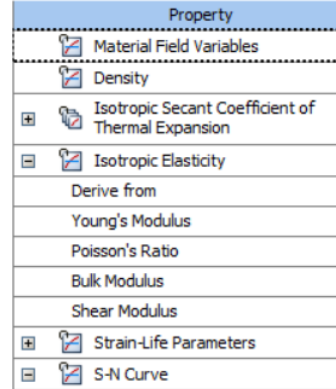 Property
Material Field Variables
Density
Isotropic Secant Coefficient of
Thermal Expansion
Isotropic Elasticity
Derive from
Young's Modulus
Poisson's Ratio
Bulk Modulus
Shear Modulus
Strain-Life Parameters
S-N Curve